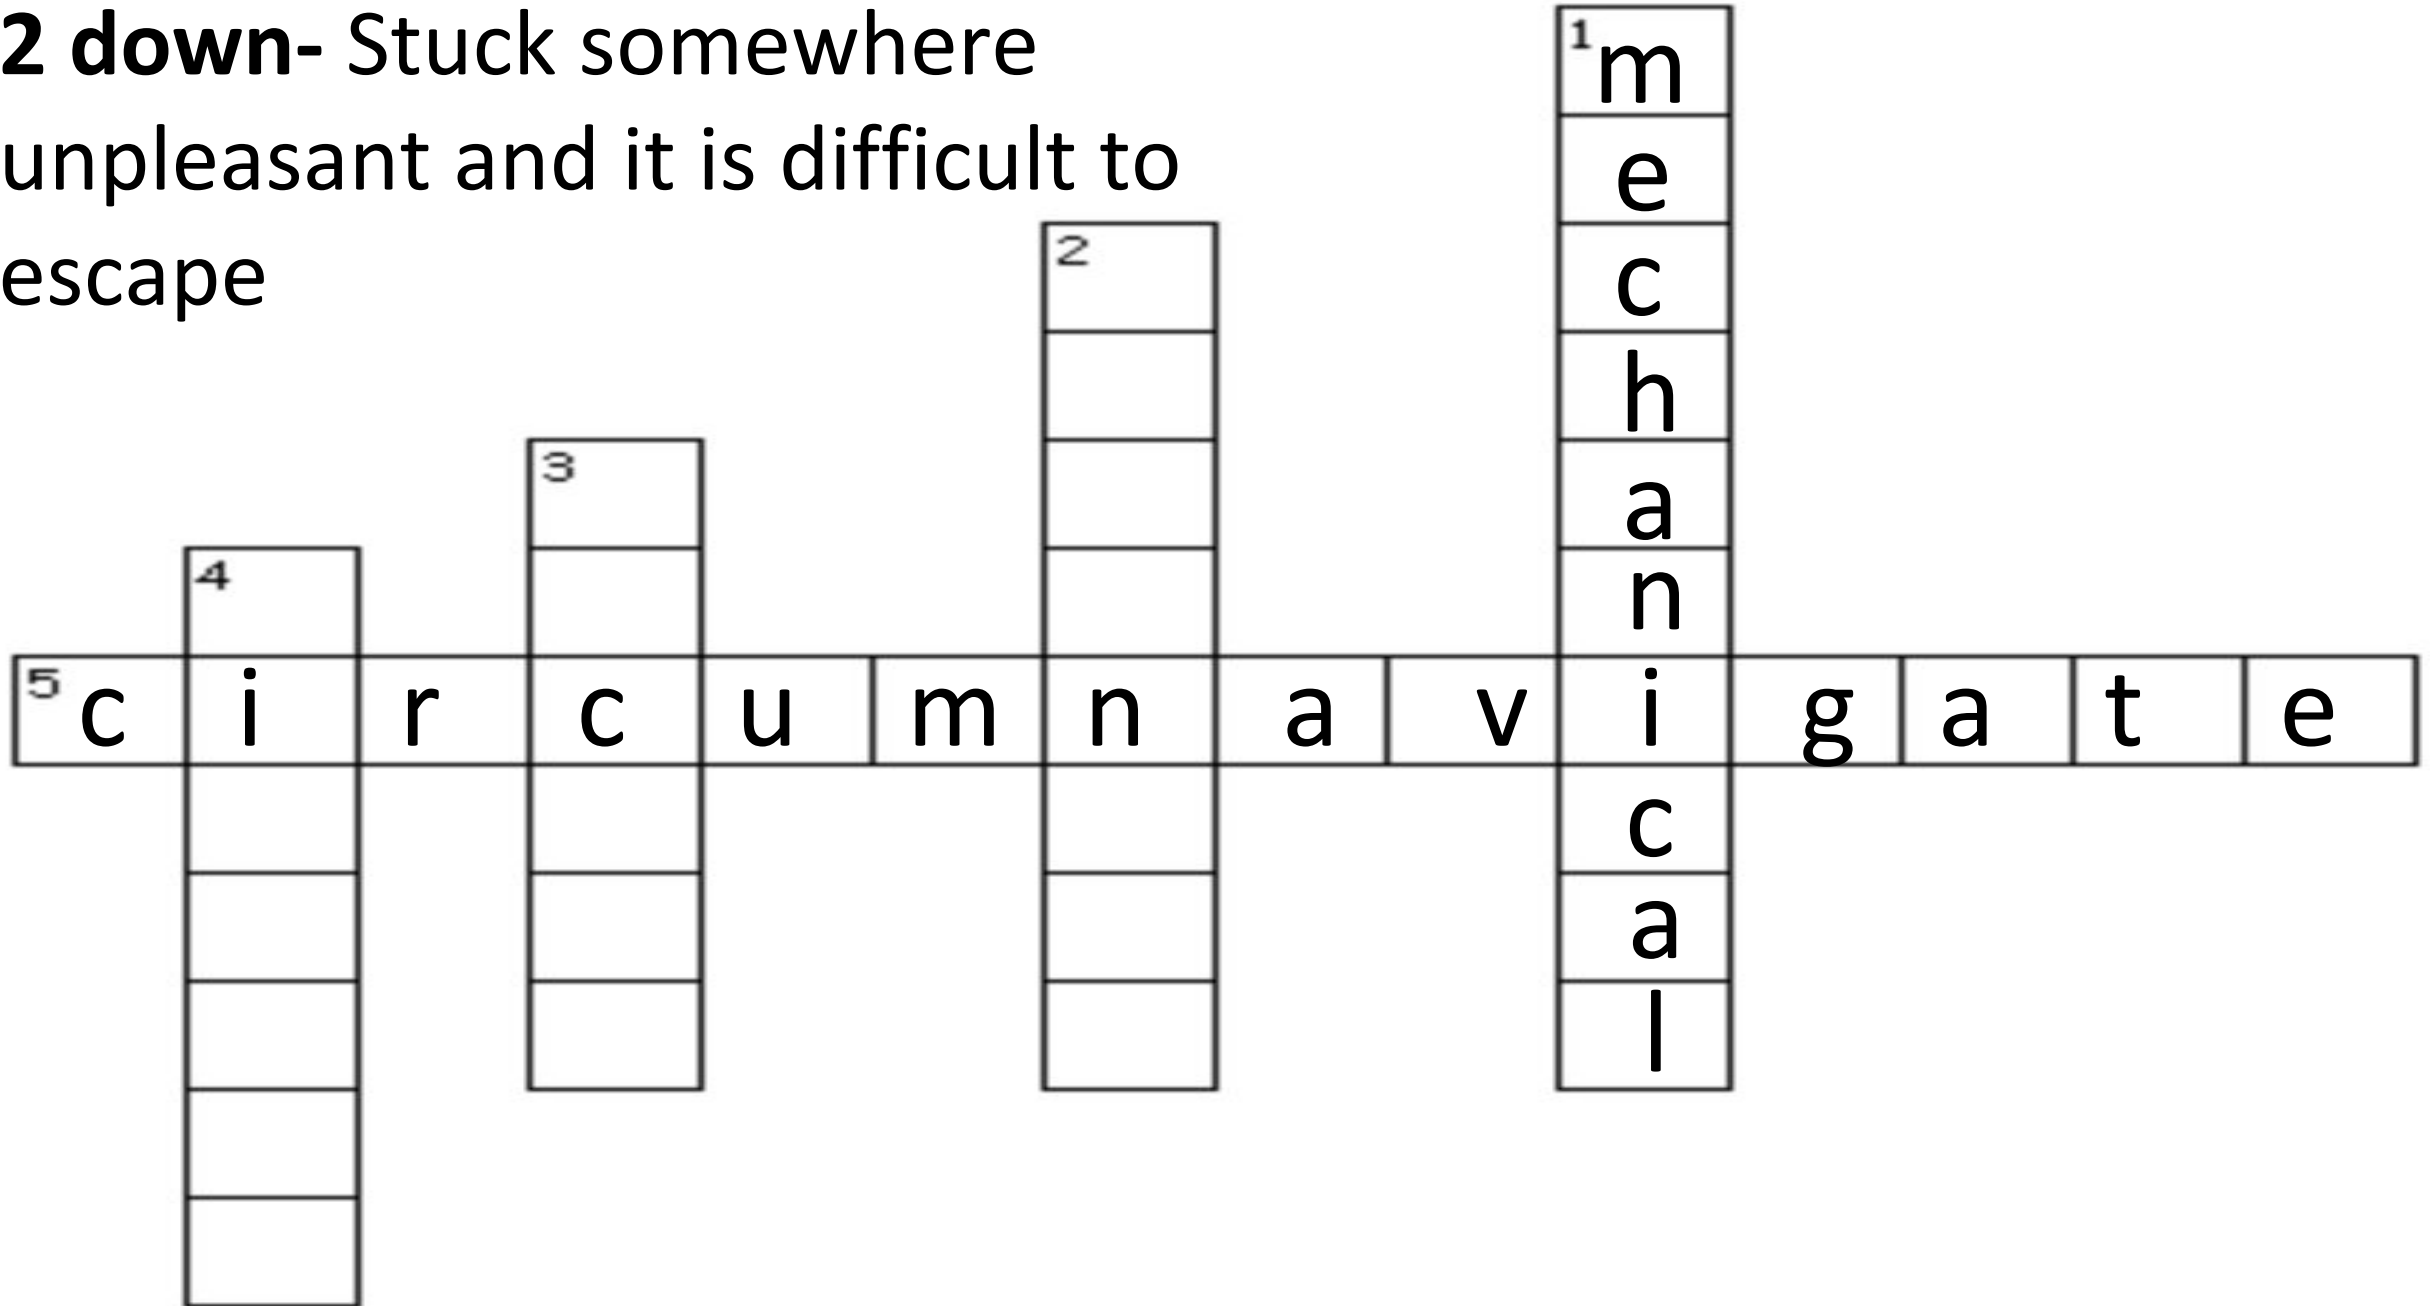 2 down- Stuck somewhere
unpleasant and it is difficult to
escape
1 m
e
c
h
a
n
i
c
a
l
2
3
4
5 c i r c u m n a v i g a t e